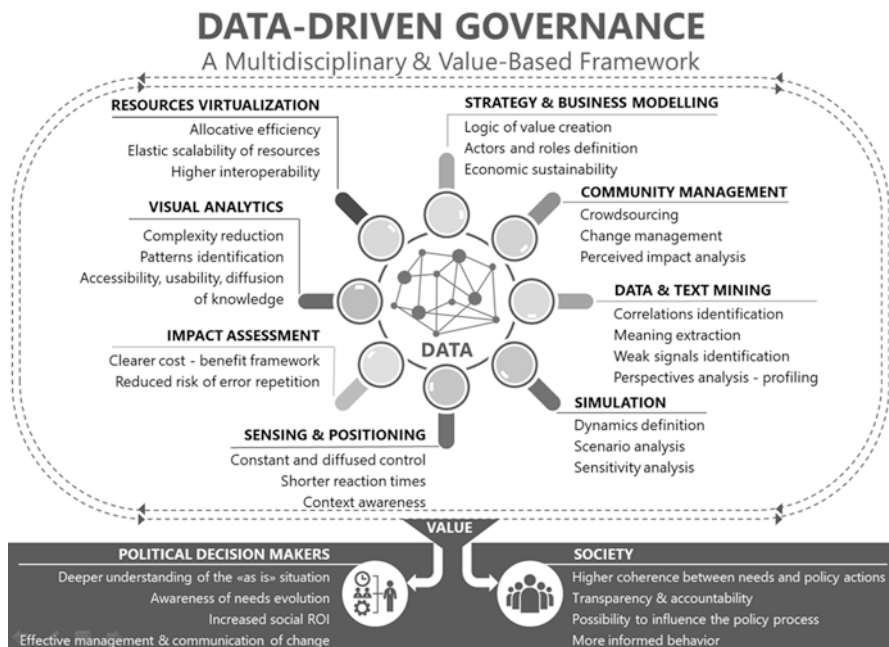 DATA-DRIVEN GOVERNANCE
A Multidisciplinary & Value-Based Framework
RESOURCES VIRTUALIZATION
Allocative efficiency
Elastic scalability of resources
Higher interoperability
STRATEGY & BUSINESS MODELLING
Logic of value creation
Actors and roles definition
Economic sustainability
VISUAL ANALYTICS
Complexity reduction
Patterns identification
Accessibility, usability, diffusion
of knowledge
COMMUNITY MANAGEMENT
Crowdsourcing
Change management
Perceived impact analysis
DATA
IMPACT ASSESSMENT
Clearer cost - benefit framework
Reduced risk of error repetition
DATA & TEXT MINING
Correlations identification
Meaning extraction
Weak signals identification
Perspectives analysis - profiling
SENSING & POSITIONING
Constant and diffused control
Shorter reaction times
Context awareness
SIMULATION
Dynamics definition
Scenario analysis
Sensitivity analysis
VALUE
POLITICAL DECISION MAKERS
Deeper understanding of the «as is» situation
Awareness of needs evolution
Increased social ROI
Effective management & communication of change
SOCIETY
Higher coherence between needs and policy actions
Transparency & accountability
Possibility to influence the policy process
More informed behavior